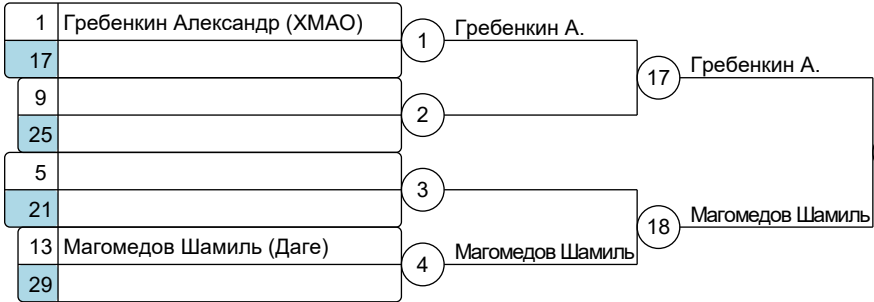 1 Гребенкин Александр (ХМАО)
17
1 Гребенкин А.
9
25
2
17 Гребенкин А.
5
21
3
13 Магомедов Шамиль (Даге)
29
4 Магомедов Шамиль
18 Магомедов Шамиль